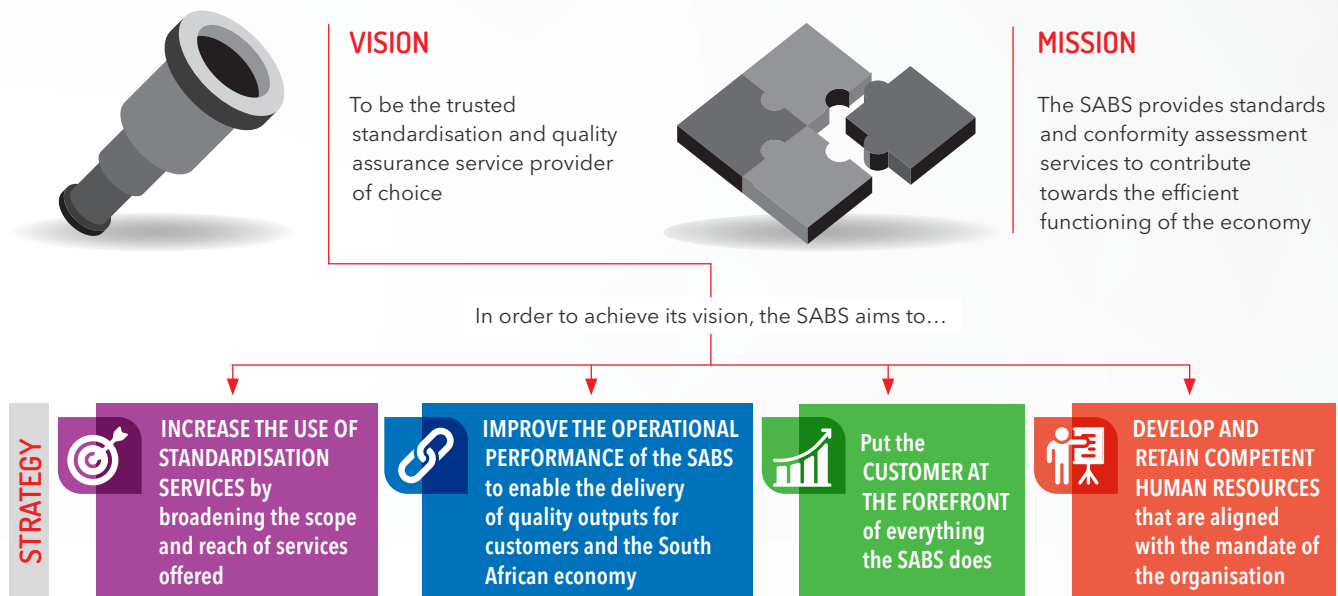 VISION
To be the trusted
standardisation and quality
assurance service provider
of choice
MISSION
The SABS provides standards
and conformity assessment
services to contribute
towards the efficient
functioning of the economy
In order to achieve its vision, the SABS aims to…
STRATEGY
INCREASE THE USE OF
STANDARDISATION
SERVICES by
broadening the scope
and reach of services
offered
IMPROVE THE OPERATIONAL
PERFORMANCE of the SABS
to enable the delivery
of quality outputs for
customers and the South
African economy
Put the
CUSTOMER AT
THE FOREFRONT
of everything
the SABS does
DEVELOP AND
RETAIN COMPETENT
HUMAN RESOURCES
that are aligned
with the mandate of
the organisation